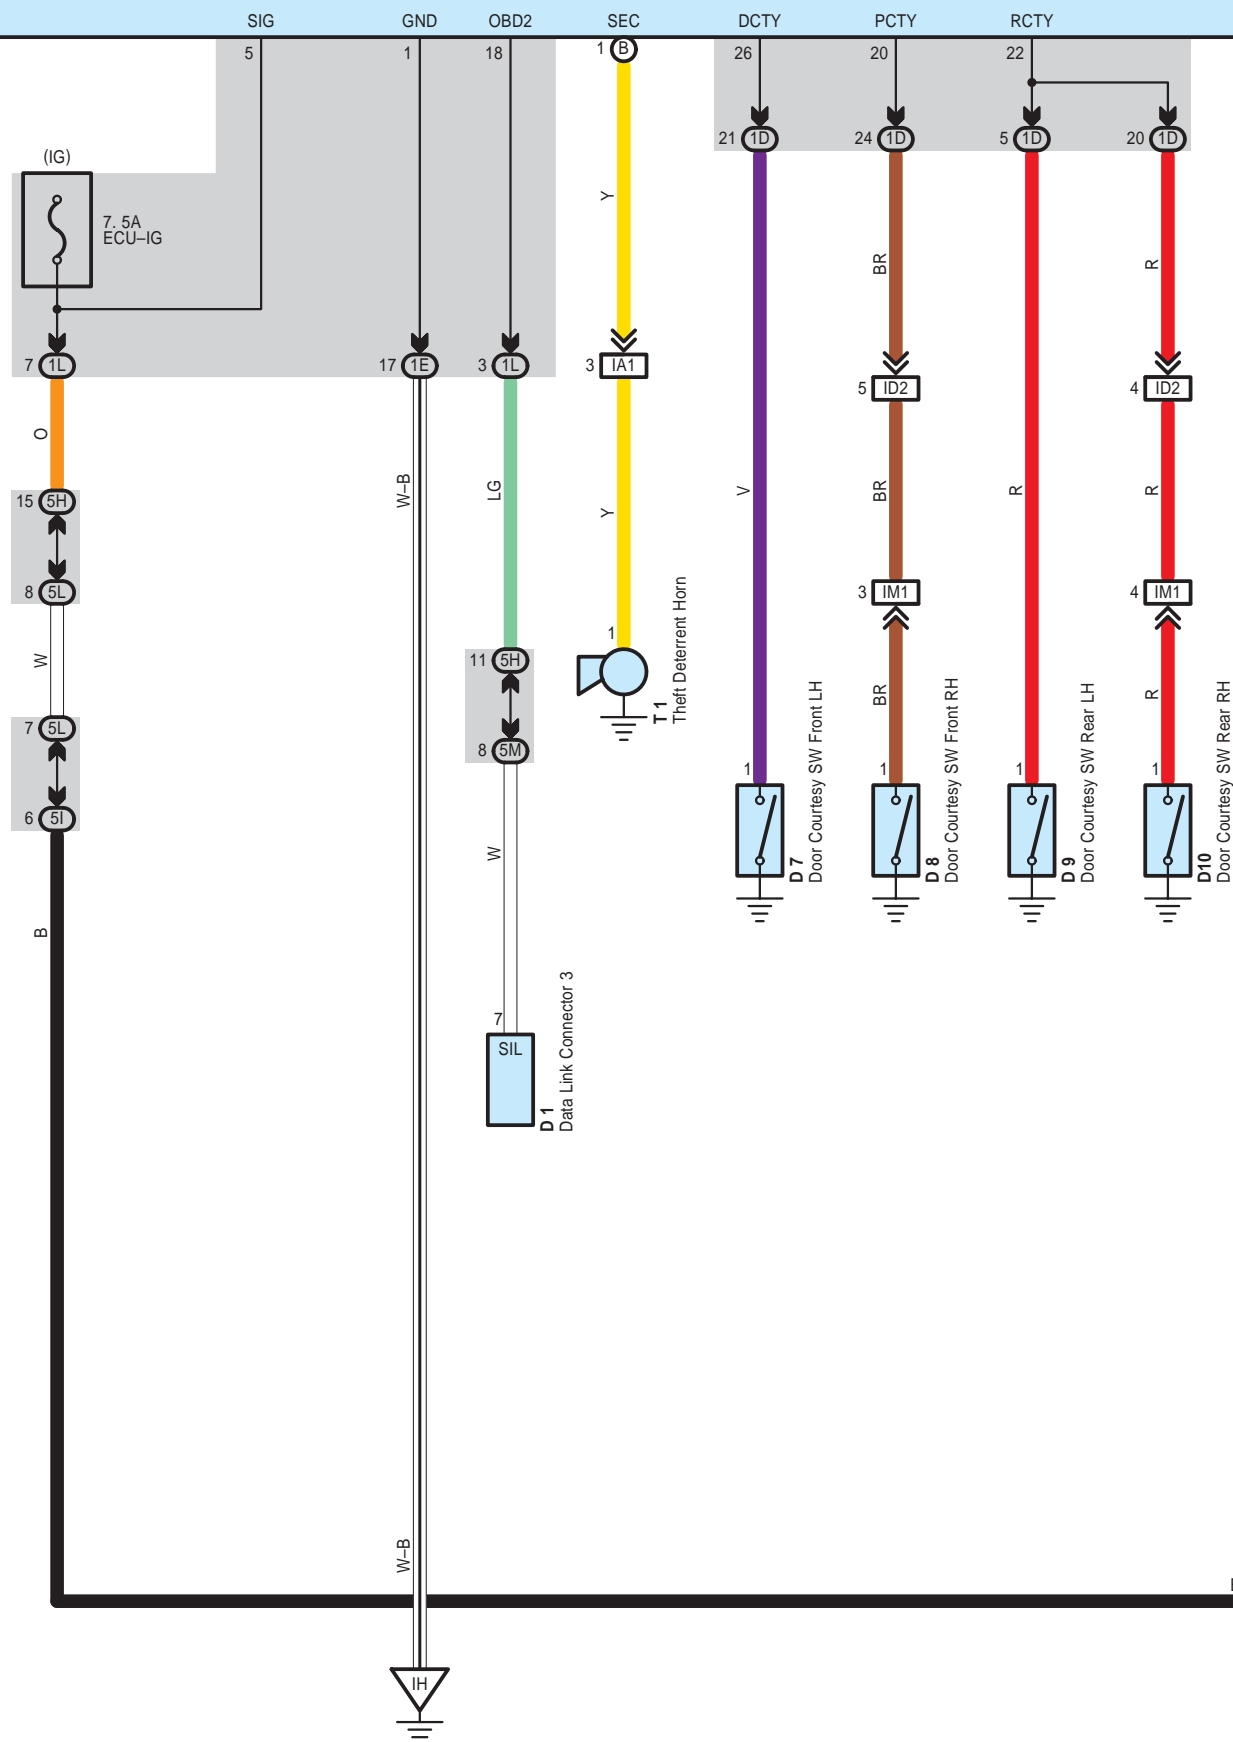 SIG GND OBD2 SEC DCTY PCTY RCTY
5 1 18 1 B 26 20 22
21 1D 24 1D 5 1D 20 1D
(IG)
7. 5A
ECU–IG
Y BR R
7 1L 17 1E 3 1L 3 IA1 5 ID2 4 ID2
O W–B LG Y V BR R R
15 5H
8 5L 3 IM1 4 IM1
W 11 5H 1
T 1
Theft Deterrent Horn
BR R
7 5L 8 5M
6 5I
1 1 1 1
D 7
Door Courtesy SW Front LH
D 8
Door Courtesy SW Front RH
D 9
Door Courtesy SW Rear LH
D10
Door Courtesy SW Rear RH
W
B
7
SIL
D 1
Data Link Connector 3
W–B
IH